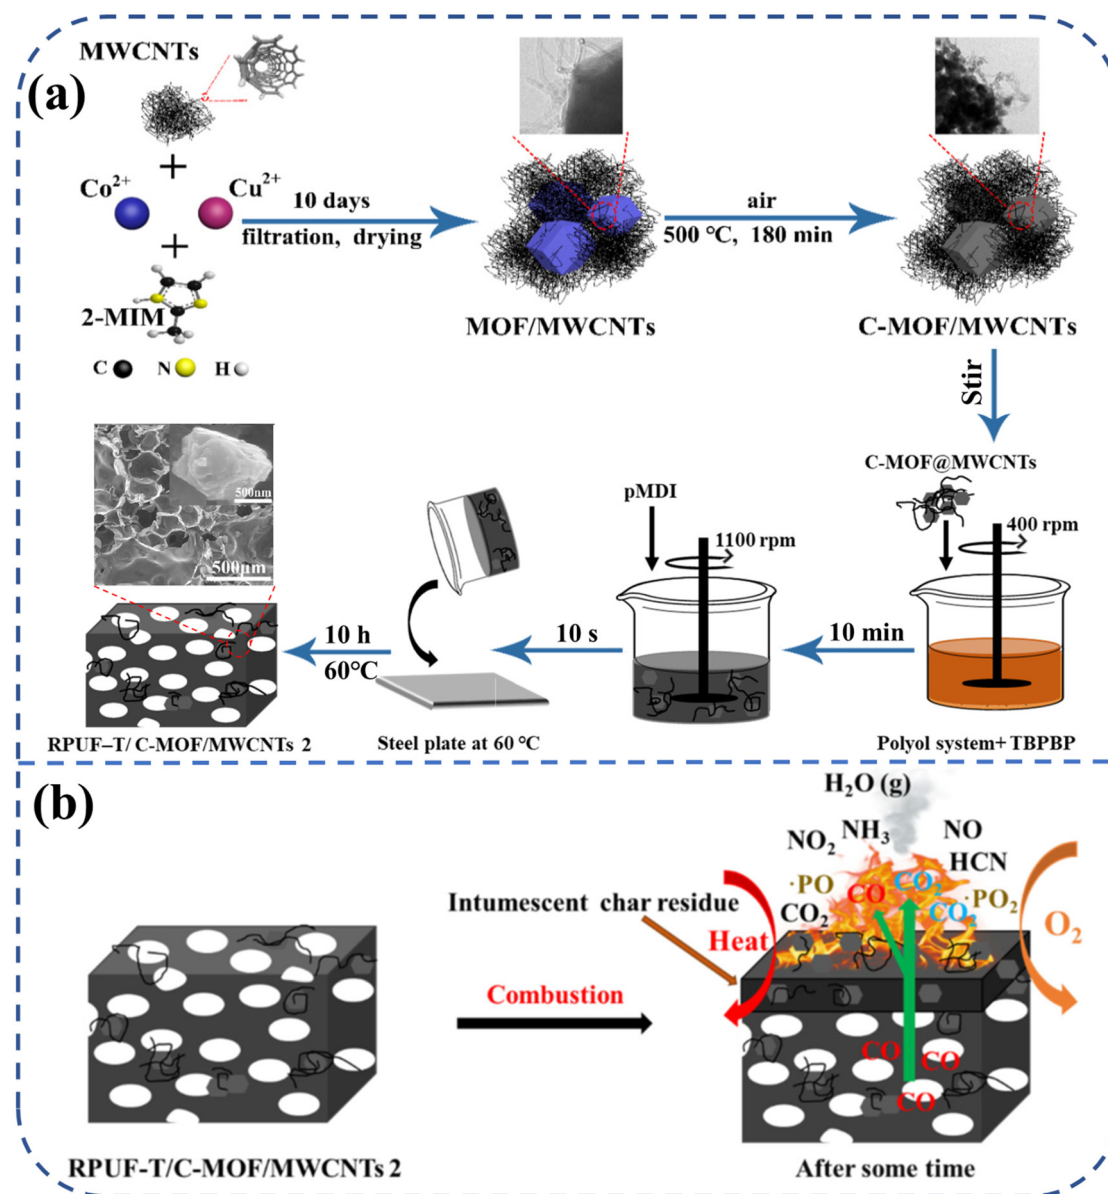 (a)
MWCNTs
+
Co²⁺
Cu²⁺
+
2-MIM
C
N
H
10 days
filtration, drying
MOF/MWCNTs
air
500 ℃, 180 min
C-MOF/MWCNTs
Stir
C-MOF@MWCNTs
400 rpm
Polyol system+TBPBP
10 min
pMDI
1100 rpm
10 s
Steel plate at 60 ℃
10 h
60℃
500nm
500μm
RPUF–T/ C-MOF/MWCNTs 2
(b)
RPUF-T/C-MOF/MWCNTs 2
Combustion
Intumescent char residue
H₂O (g)
NO₂
NH₃
NO
HCN
·PO
CO
CO₂
·PO₂
CO₂
CO₂
Heat
O₂
CO
CO
CO
After some time